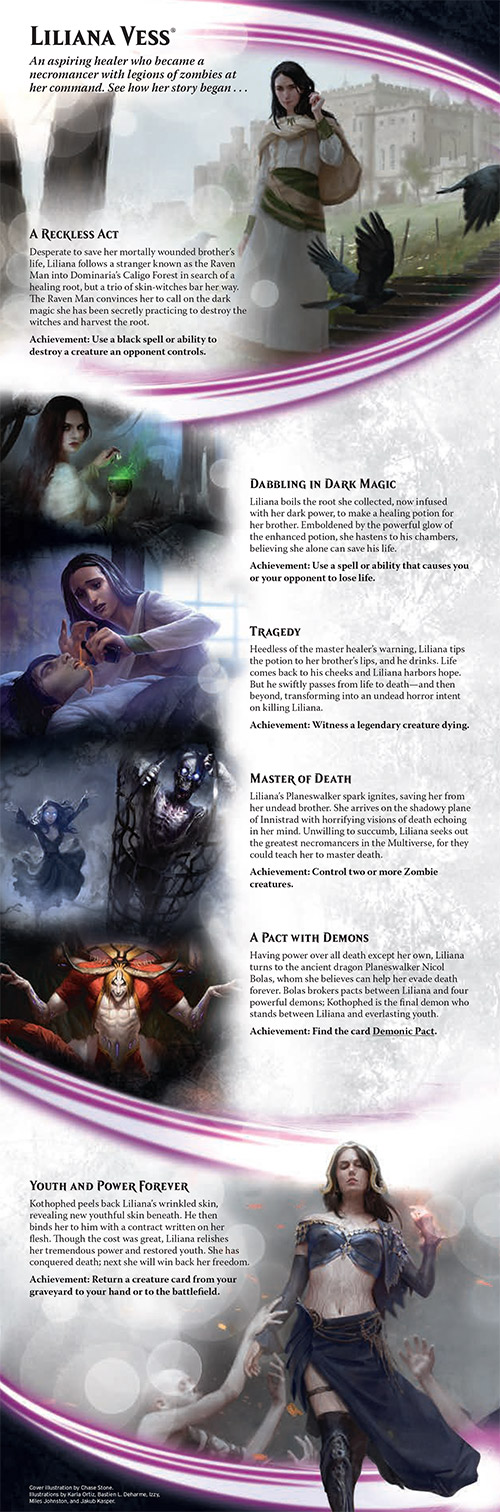 LILIANA VESS®
An aspiring healer who became a
necromancer with legions of zombies at
her command. See how her story began . . .
A RECKLESS ACT
Desperate to save her mortally wounded brother's
life, Liliana follows a stranger known as the Raven
Man into Dominaria's Caligo Forest in search of a
healing root, but a trio of skin-witches bar her way.
The Raven Man convinces her to call on the dark
magic she has been secretly practicing to destroy the
witches and harvest the root.
Achievement: Use a black spell or ability to
destroy a creature an opponent controls.
DABBLING IN DARK MAGIC
Liliana boils the root she collected, now infused
with her dark power, to make a healing potion for
her brother. Emboldened by the powerful glow of
the enhanced potion, she hastens to his chambers,
believing she alone can save his life.
Achievement: Use a spell or ability that causes you
or your opponent to lose life.
TRAGEDY
Heedless of the master healer's warning, Liliana tips
the potion to her brother's lips, and he drinks. Life
comes back to his cheeks and Liliana harbors hope.
But he swiftly passes from life to death—and then
beyond, transforming into an undead horror intent
on killing Liliana.
Achievement: Witness a legendary creature dying.
MASTER OF DEATH
Liliana's Planeswalker spark ignites, saving her from
her undead brother. She arrives on the shadowy plane
of Innistrad with horrifying visions of death echoing
in her mind. Unwilling to succumb, Liliana seeks out
the greatest necromancers in the Multiverse, for they
could teach her to master death.
Achievement: Control two or more Zombie
creatures.
A PACT WITH DEMONS
Having power over all death except her own, Liliana
turns to the ancient dragon Planeswalker Nicol
Bolas, whom she believes can help her evade death
forever. Bolas brokers pacts between Liliana and four
powerful demons; Kothophed is the final demon who
stands between Liliana and everlasting youth.
Achievement: Find the card Demonic Pact.
YOUTH AND POWER FOREVER
Kothophed peels back Liliana's wrinkled skin,
revealing new youthful skin beneath. He then
binds her to him with a contract written on her
flesh. Though the cost was great, Liliana relishes
her tremendous power and restored youth. She has
conquered death; next she will win back her freedom.
Achievement: Return a creature card from your
graveyard to your hand or to the battlefield.
Cover illustration by Chase Stone.
Illustrations by Karla Ortiz, Bastien L. Deharme, Izzy,
Miles Johnston, and Jakub Kasper.